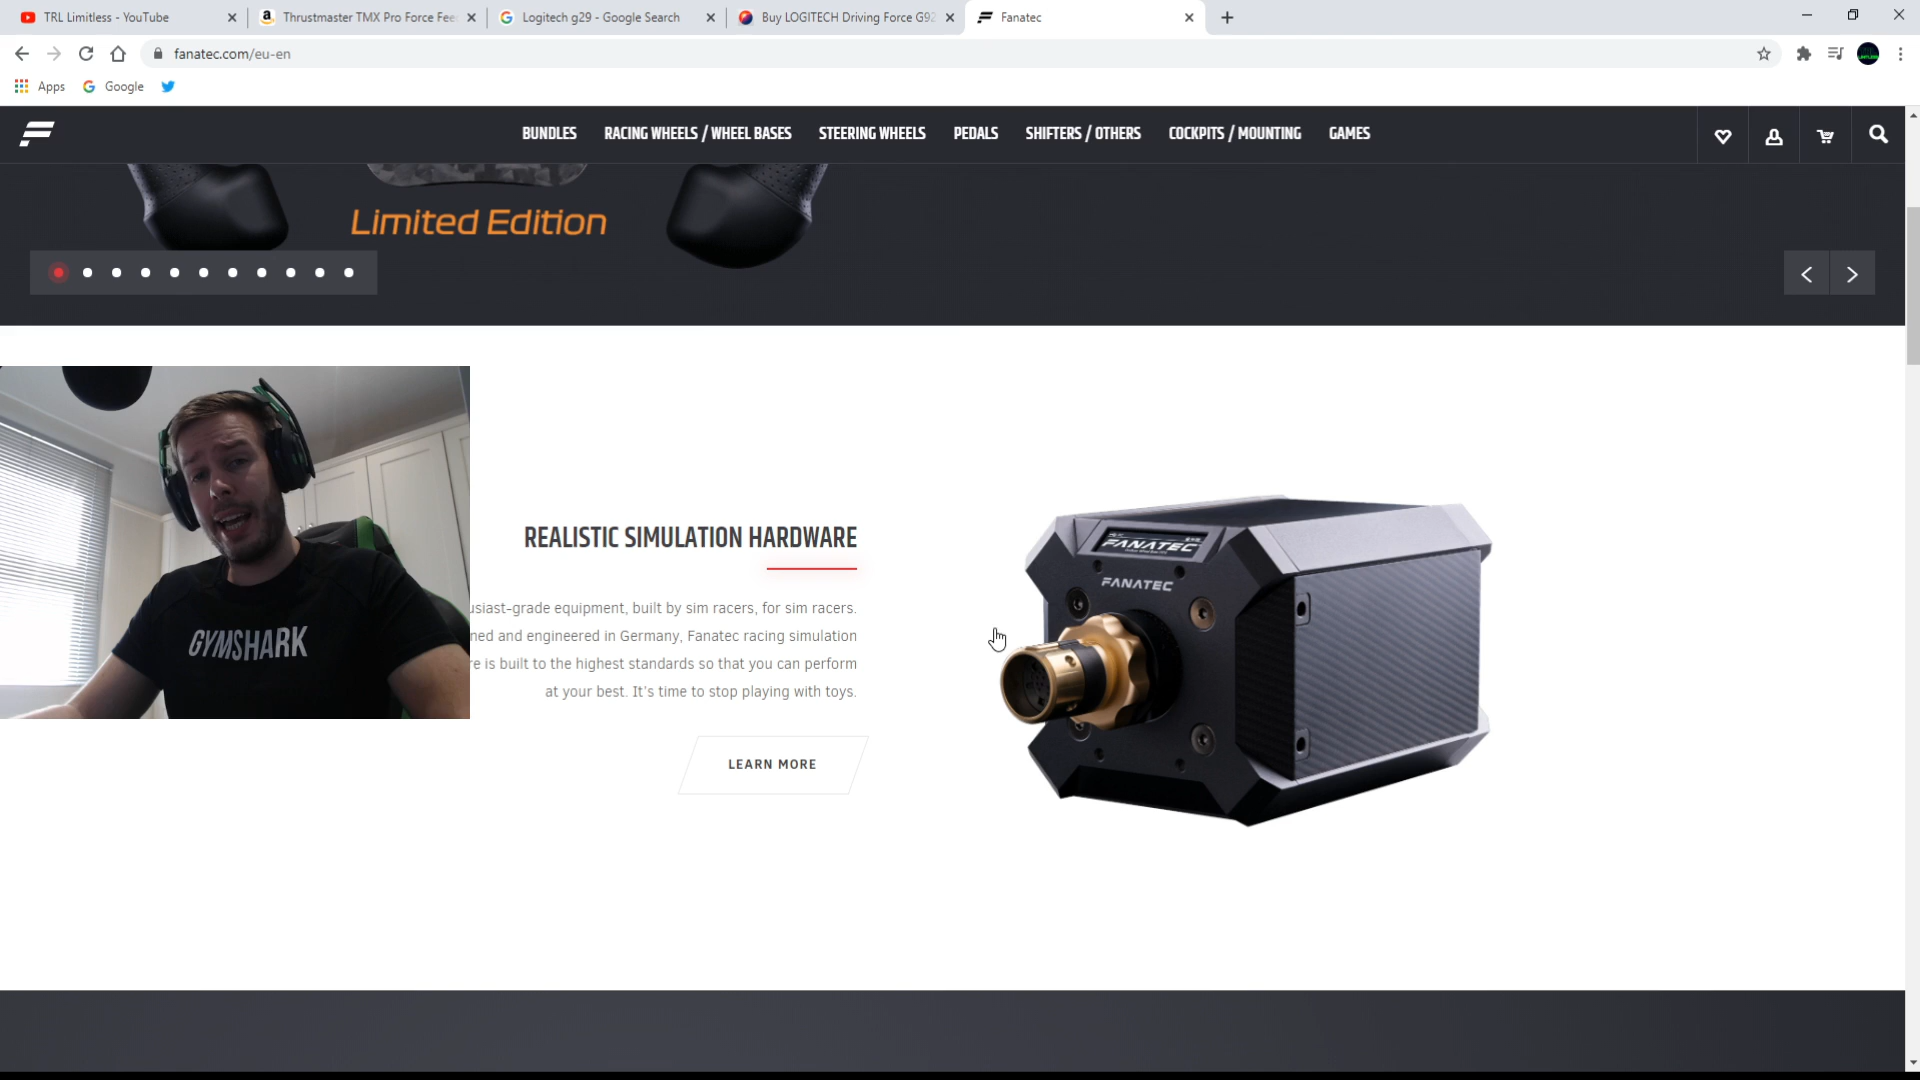 TRL Limitless - YouTube
Thrustmaster TMX Pro Force Fee
Logitech g29 - Google Search
Buy LOGITECH Driving Force G92
Fanatec
fanatec.com/eu-en
Apps
Google
BUNDLES
RACING WHEELS / WHEEL BASES
STEERING WHEELS
PEDALS
SHIFTERS / OTHERS
COCKPITS / MOUNTING
GAMES
Limited Edition
GYMSHARK
REALISTIC SIMULATION HARDWARE
usiast-grade equipment, built by sim racers, for sim racers.
ned and engineered in Germany, Fanatec racing simulation
re is built to the highest standards so that you can perform
at your best. It's time to stop playing with toys.
LEARN MORE
FANATEC
FANATEC